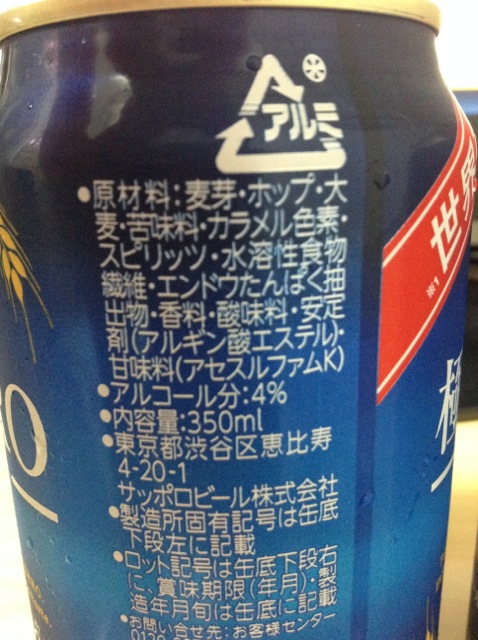 アルミ
●原材料:麦芽・ホップ・大
麦・苦味料・カラメル色素・
スピリッツ・水溶性食物
繊維・エンドウたんぱく抽
出物・香料・酸味料・安定
剤(アルギン酸エステル)・
甘味料(アセスルファムK)
●アルコール分:4%
●内容量:350ml
●東京都渋谷区恵比寿
4-20-1
サッポロビール株式会社
●製造所固有記号は缶底
下段左に記載
●ロット記号は缶底下段右
に、賞味期限(年月)・製
造年月旬は缶底に記載
●お問い合せ先:お客様センター
※1
世界